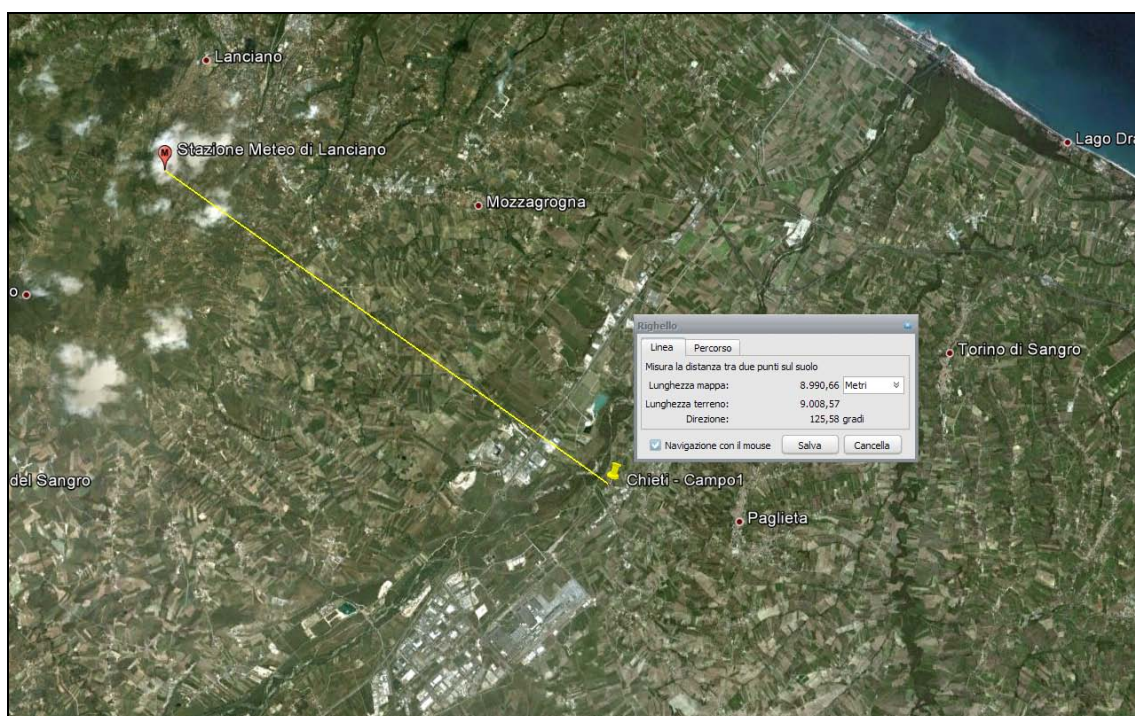 Lanciano
M
Stazione Meteo di Lanciano
Lago Dra
Mozzagrogna
o
Righello
Linea Percorso
Misura la distanza tra due punti sul suolo
Lunghezza mappa: 8.990,66 Metri
Lunghezza terreno: 9.008,57
Direzione: 125,58 gradi
Navigazione con il mouse Salva Cancella
Torino di Sangro
del Sangro
Chieti - Campo1
Paglieta